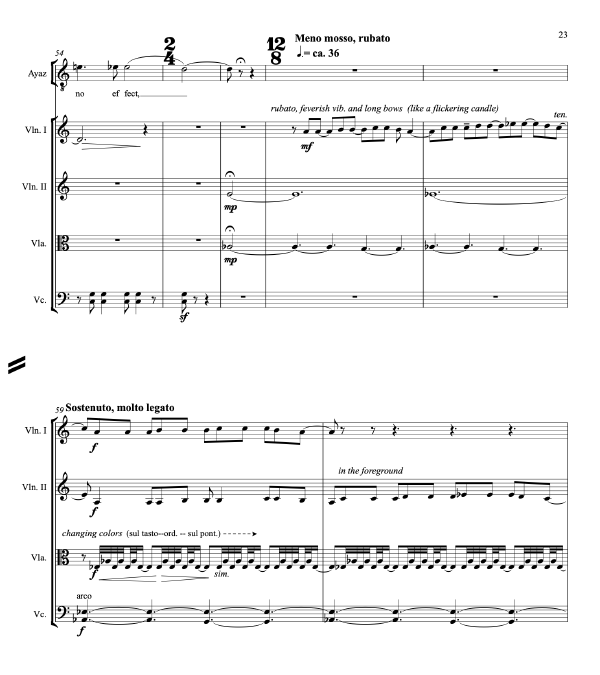 23
Meno mosso, rubato
♩. = ca. 36
54
2
4
12
8
Ayaz
no ef fect,
rubato, feverish vib. and long bows (like a flickering candle)
ten.
Vln. I
mf
Vln. II
mp
Vla.
mp
Vc.
sf
59 Sostenuto, molto legato
Vln. I
f
in the foreground
Vln. II
f
changing colors (sul tasto--ord. -- sul pont.)
Vla.
f
sim.
arco
Vc.
f